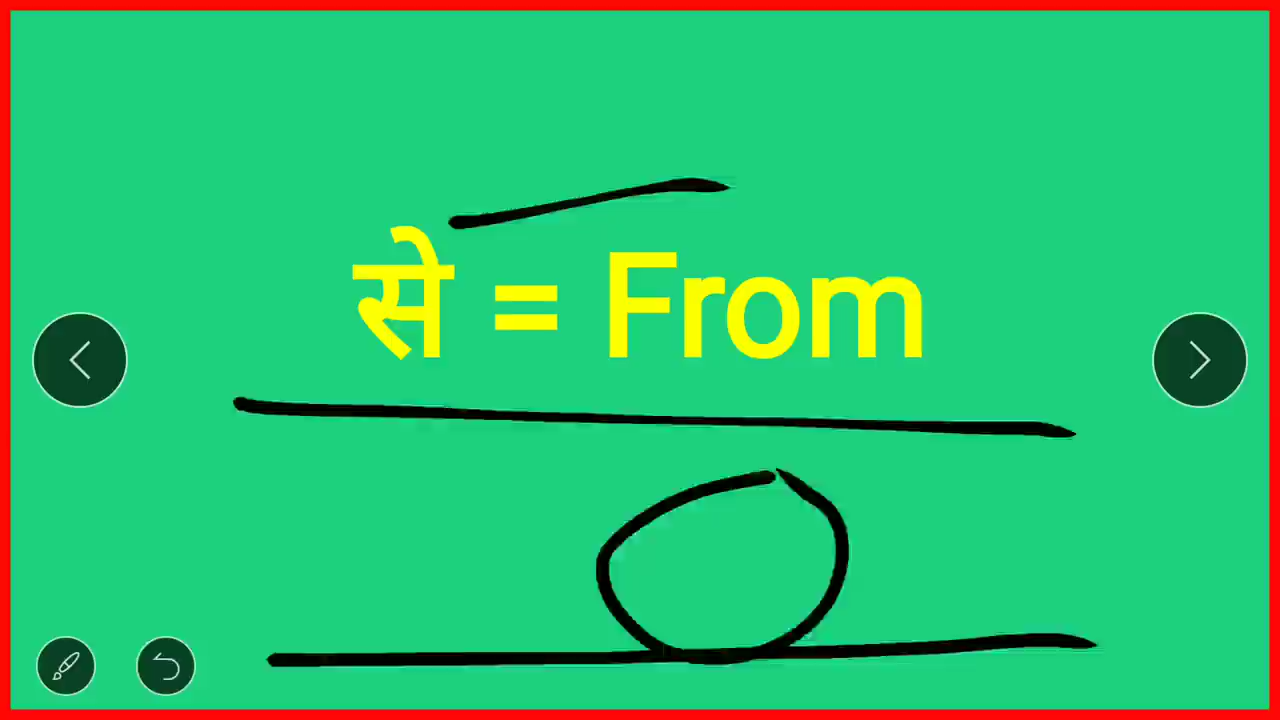 से = From